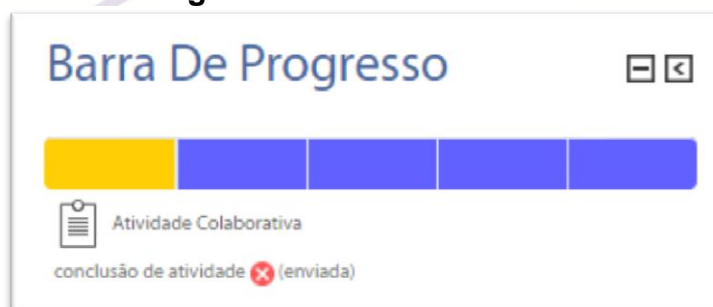 Barra De Progresso
Atividade Colaborativa
conclusão de atividade (enviada)